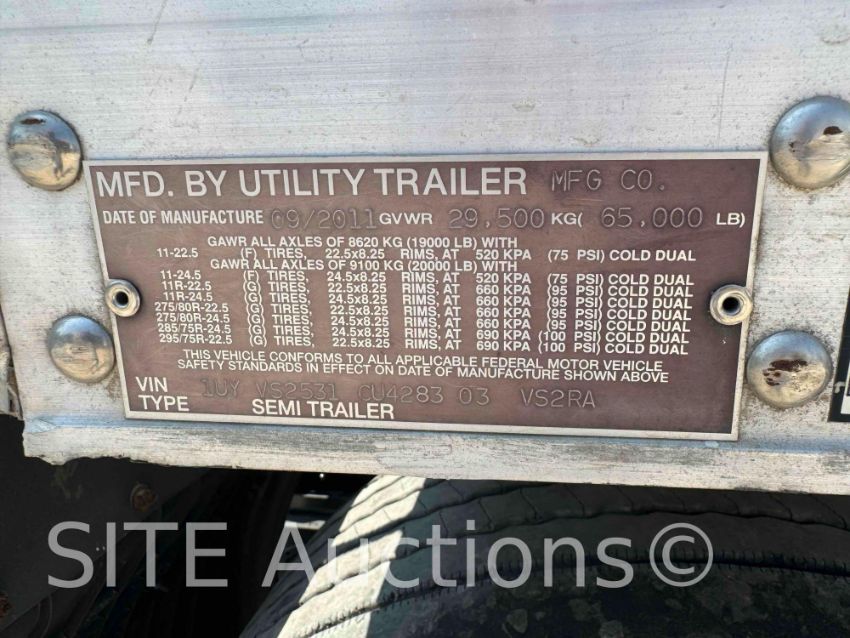 MFD. BY UTILITY TRAILER MFG CO.
DATE OF MANUFACTURE 09/2011 GVWR 29,500 KG( 65,000 LB)
GAWR ALL AXLES OF 8620 KG (19000 LB) WITH
11-22.5 (F) TIRES, 22.5x8.25 RIMS, AT 520 KPA (75 PSI) COLD DUAL
GAWR ALL AXLES OF 9100 KG (20000 LB) WITH
11-24.5 (F) TIRES, 24.5x8.25 RIMS, AT 520 KPA (75 PSI) COLD DUAL
11R-22.5 (G) TIRES, 22.5x8.25 RIMS, AT 660 KPA (95 PSI) COLD DUAL
11R-24.5 (G) TIRES, 24.5x8.25 RIMS, AT 660 KPA (95 PSI) COLD DUAL
275/80R-22.5 (G) TIRES, 22.5x8.25 RIMS, AT 660 KPA (95 PSI) COLD DUAL
275/80R-24.5 (G) TIRES, 24.5x8.25 RIMS, AT 660 KPA (95 PSI) COLD DUAL
285/75R-24.5 (G) TIRES, 24.5x8.25 RIMS, AT 660 KPA (95 PSI) COLD DUAL
295/75R-22.5 (G) TIRES, 22.5x8.25 RIMS, AT 690 KPA (100 PSI) COLD DUAL
THIS VEHICLE CONFORMS TO ALL APPLICABLE FEDERAL MOTOR VEHICLE
SAFETY STANDARDS IN EFFECT ON DATE OF MANUFACTURE SHOWN ABOVE
VIN 1UY VS2531 CU4283 03 VS2RA
TYPE SEMI TRAILER
SITE Auctions©